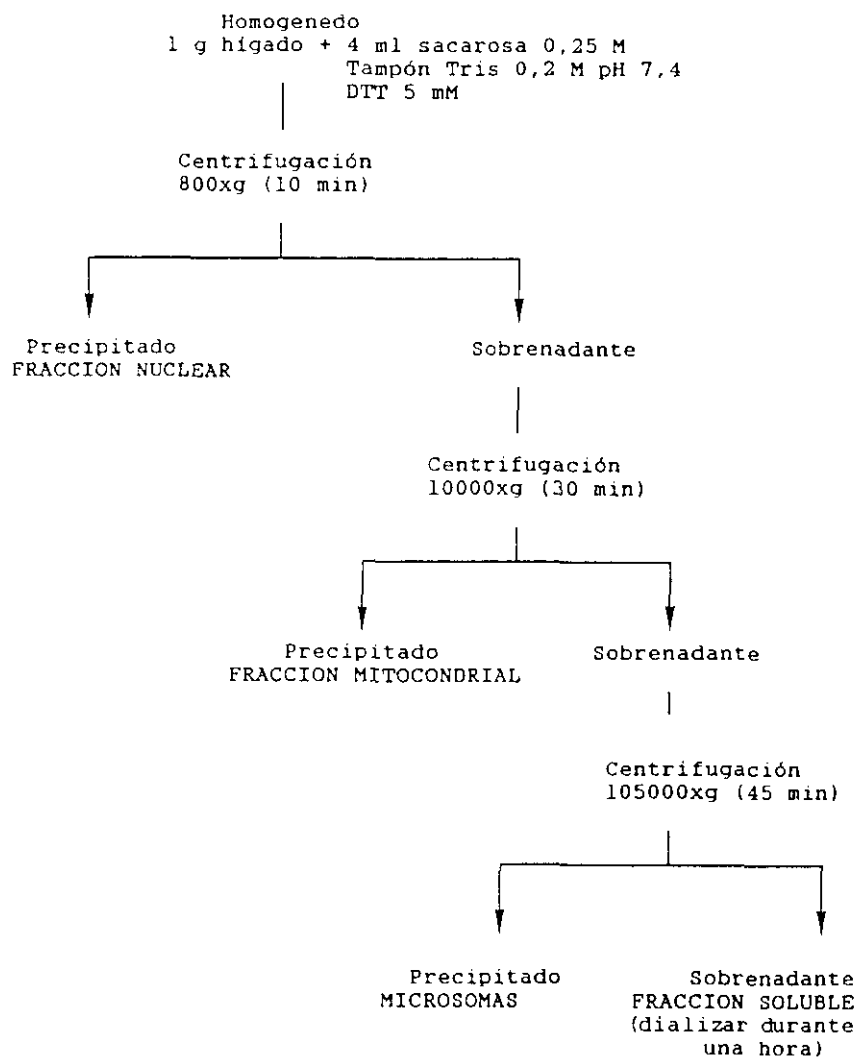 Homogenedo
1 g hígado + 4 ml sacarosa 0,25 M
Tampón Tris 0,2 M pH 7,4
DTT 5 mM
Centrifugación
800xg (10 min)
Precipitado
FRACCION NUCLEAR
Sobrenadante
Centrifugación
10000xg (30 min)
Precipitado
FRACCION MITOCONDRIAL
Sobrenadante
Centrifugación
105000xg (45 min)
Precipitado
MICROSOMAS
Sobrenadante
FRACCION SOLUBLE
(dializar durante
una hora)